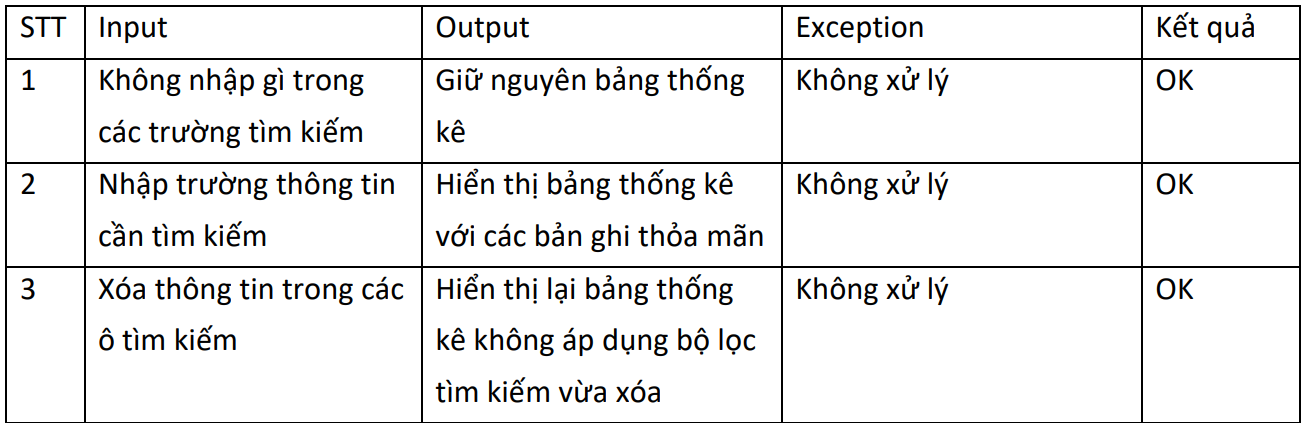 STT Input Output Exception Kết quả
1 Không nhập gì trong Giữ nguyên bảng thống Không xử lý OK
các trường tìm kiếm kê
2 Nhập trường thông tin Hiển thị bảng thống kê Không xử lý OK
cần tìm kiếm với các bản ghi thỏa mãn
3 Xóa thông tin trong các Hiển thị lại bảng thống Không xử lý OK
ô tìm kiếm kê không áp dụng bộ lọc
tìm kiếm vừa xóa